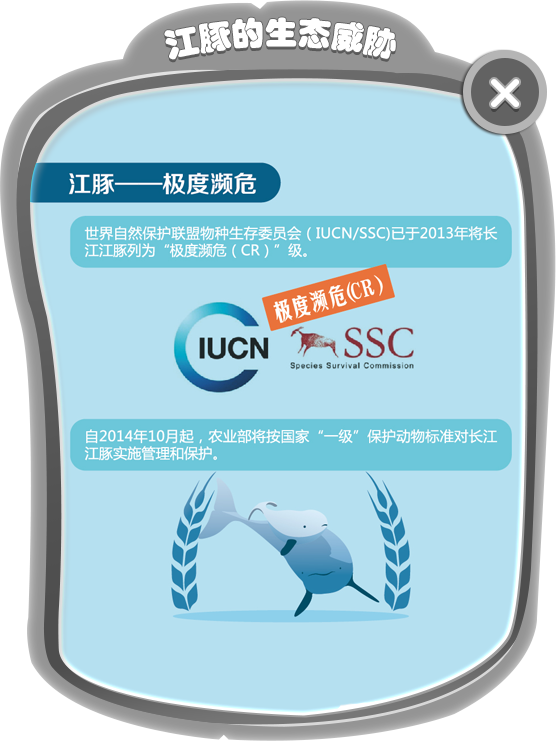 江豚的生态威胁
江豚——极度濒危
世界自然保护联盟物种生存委员会（IUCN/SSC)已于2013年将长
江江豚列为“极度濒危（CR）”级。
极度濒危(CR)
IUCN
SSC
Species Survival Commission
自2014年10月起，农业部将按国家“一级”保护动物标准对长江
江豚实施管理和保护。